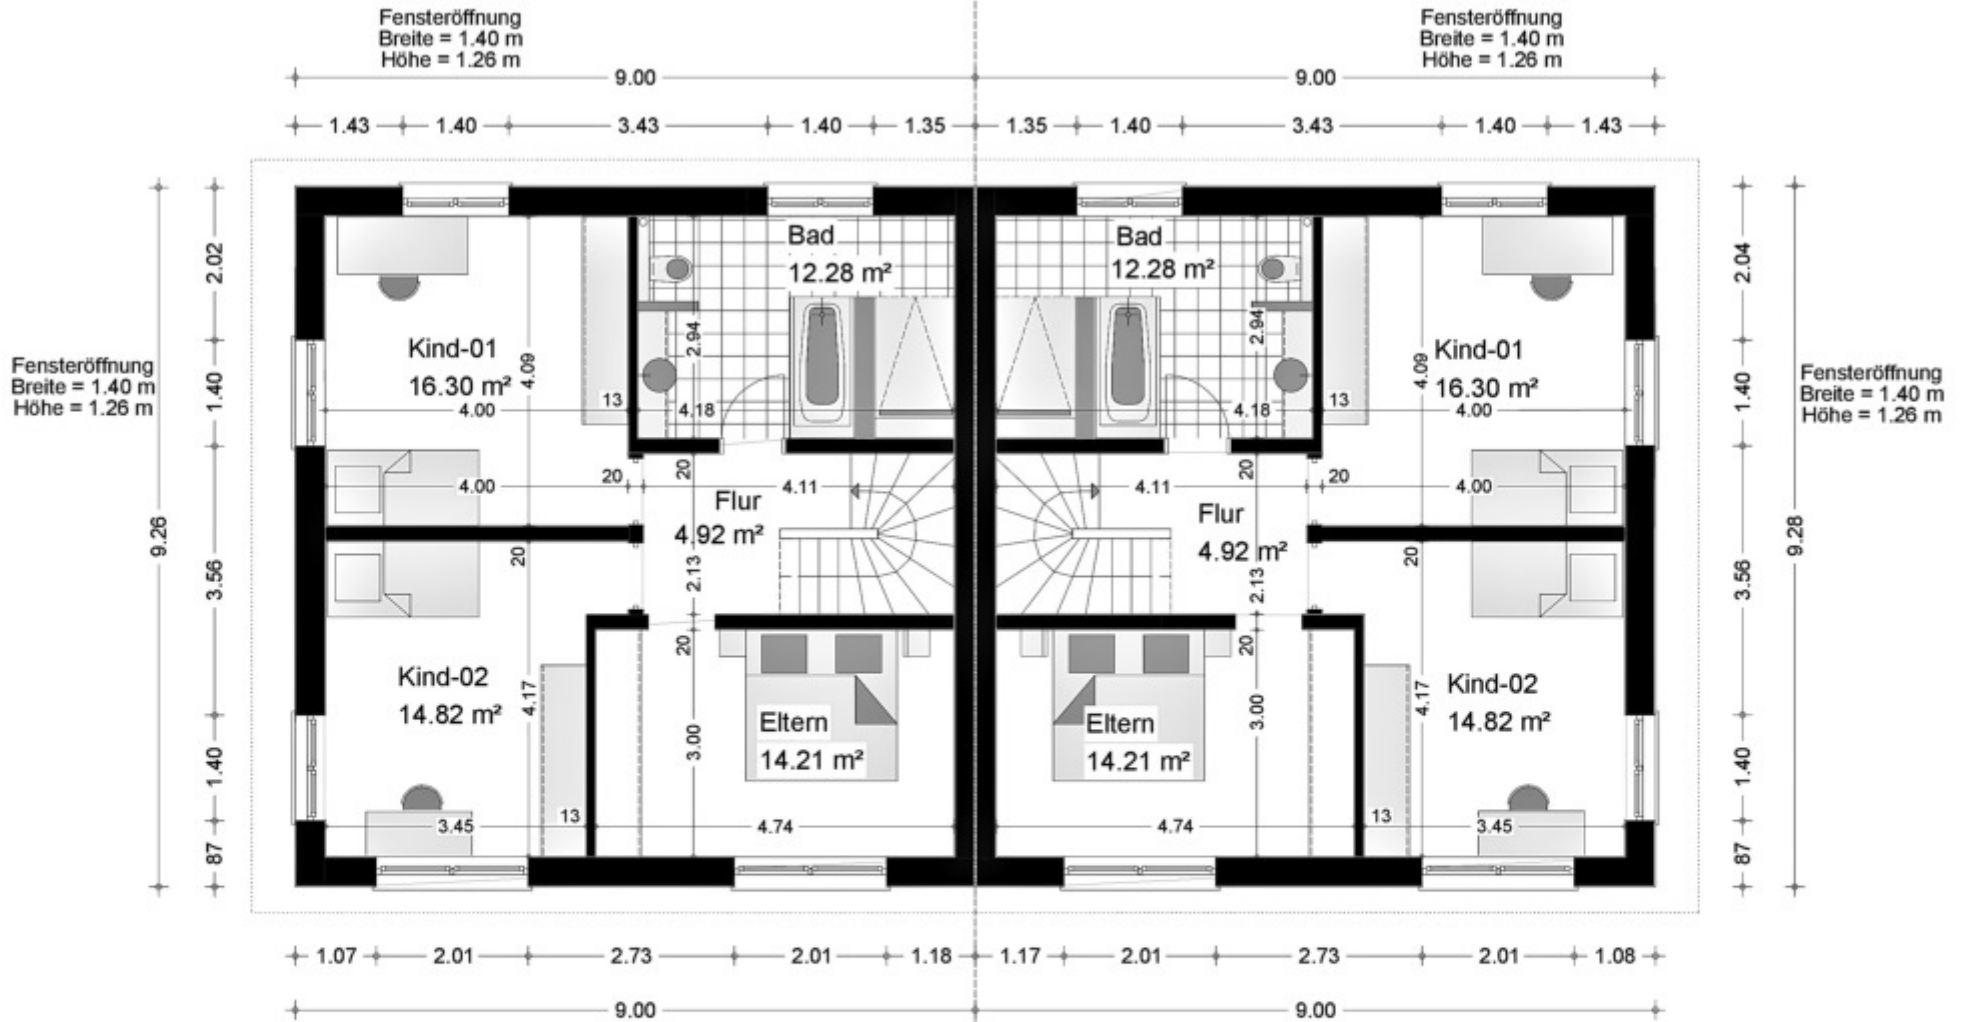 Fensteröffnung
Breite = 1.40 m
Höhe = 1.26 m
Fensteröffnung
Breite = 1.40 m
Höhe = 1.26 m
9.00 9.00
1.43 1.40 3.43 1.40 1.35 1.35 1.40 3.43 1.40 1.43
9.26
2.02
1.40
3.56
1.40
87
Fensteröffnung
Breite = 1.40 m
Höhe = 1.26 m
Kind-01
16.30 m²
4.09
4.00
13
Bad
12.28 m²
2.94
4.18
4.00
20
20
4.11
Flur
4.92 m²
2.13
20
20
Kind-02
14.82 m²
4.17
3.45
13
Eltern
14.21 m²
3.00
4.74
Bad
12.28 m²
2.94
4.18
13
Kind-01
16.30 m²
4.09
4.00
4.11
20
20
4.00
Flur
4.92 m²
2.13
20
20
Eltern
14.21 m²
3.00
4.74
Kind-02
14.82 m²
4.17
13
3.45
2.04
1.40
3.56
1.40
87
9.28
Fensteröffnung
Breite = 1.40 m
Höhe = 1.26 m
1.07 2.01 2.73 2.01 1.18 1.17 2.01 2.73 2.01 1.08
9.00 9.00